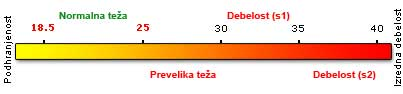 Normalna teža Debelost (s1)
18.5 25 30 35 40
Podhranjenost
Izredna debelost
Prevelika teža Debelost (s2)